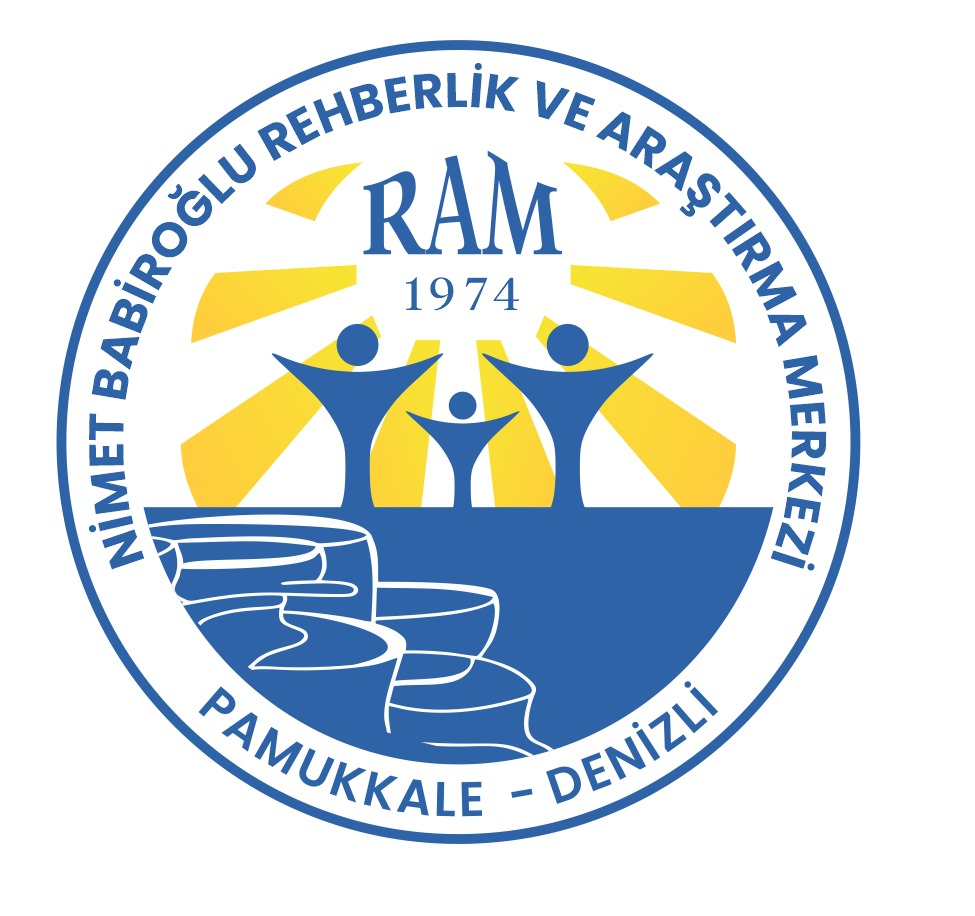 NİMET BABİROĞLU REHBERLİK VE ARAŞTIRMA MERKEZİ
RAM
1974
PAMUKKALE - DENİZLİ